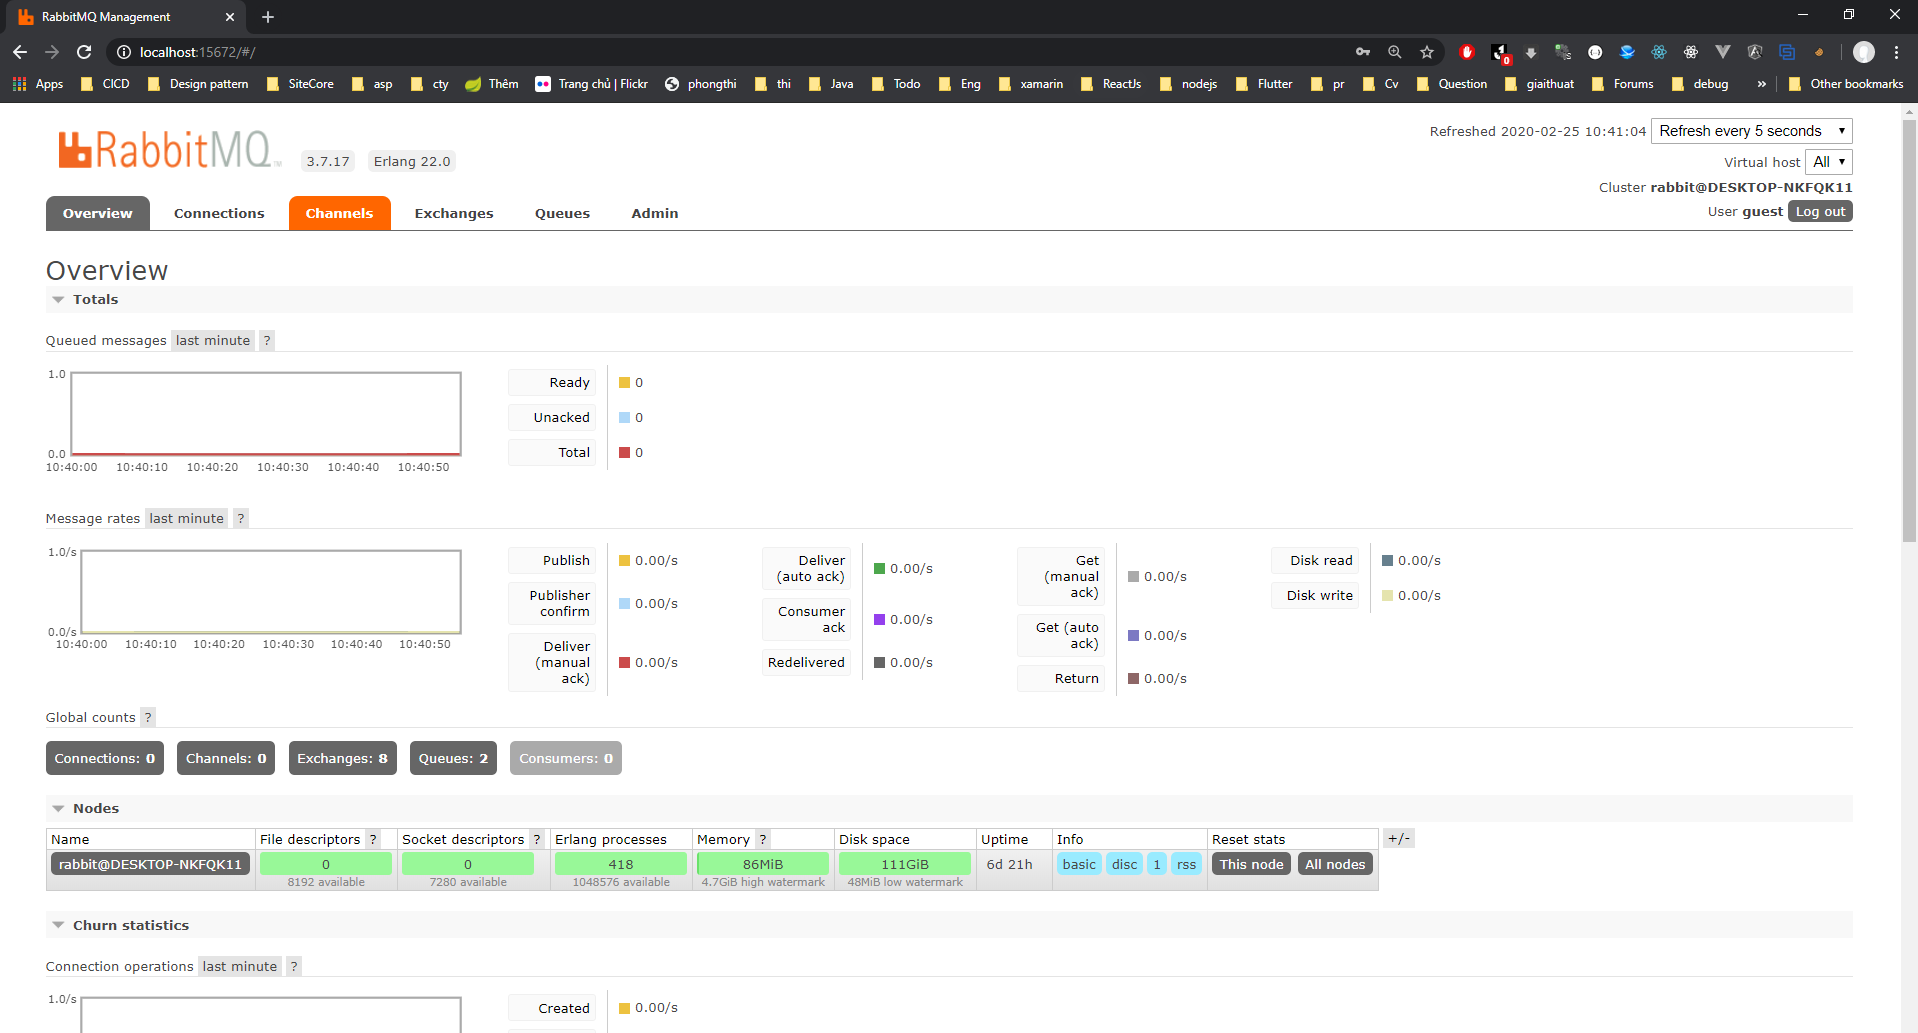 RabbitMQ Management
localhost:15672/#/
0
Apps CICD Design pattern SiteCore asp cty Thêm Trang chủ | Flickr phongthi thi Java Todo Eng xamarin ReactJs nodejs Flutter pr Cv Question giaithuat Forums debug » Other bookmarks
RabbitMQ TM 3.7.17 Erlang 22.0
Refreshed 2020-02-25 10:41:04 Refresh every 5 seconds
Virtual host All
Cluster rabbit@DESKTOP-NKFQK11
User guest Log out
Overview Connections Channels Exchanges Queues Admin
Overview
Totals
Queued messages last minute ?
1.0
0.0
10:40:00 10:40:10 10:40:20 10:40:30 10:40:40 10:40:50
Ready 0
Unacked 0
Total 0
Message rates last minute ?
1.0/s
0.0/s
10:40:00 10:40:10 10:40:20 10:40:30 10:40:40 10:40:50
Publish 0.00/s
Publisher
confirm 0.00/s
Deliver
(manual
ack) 0.00/s
Deliver
(auto ack) 0.00/s
Consumer
ack 0.00/s
Redelivered 0.00/s
Get
(manual
ack) 0.00/s
Get (auto
ack) 0.00/s
Return 0.00/s
Disk read 0.00/s
Disk write 0.00/s
Global counts ?
Connections: 0 Channels: 0 Exchanges: 8 Queues: 2 Consumers: 0
Nodes
Name File descriptors ? Socket descriptors ? Erlang processes Memory ? Disk space Uptime Info Reset stats +/-
rabbit@DESKTOP-NKFQK11 0 0 418 86MiB 111GiB 6d 21h basic disc 1 rss This node All nodes
8192 available 7280 available 1048576 available 4.7GiB high watermark 48MiB low watermark
Churn statistics
Connection operations last minute ?
1.0/s
Created 0.00/s